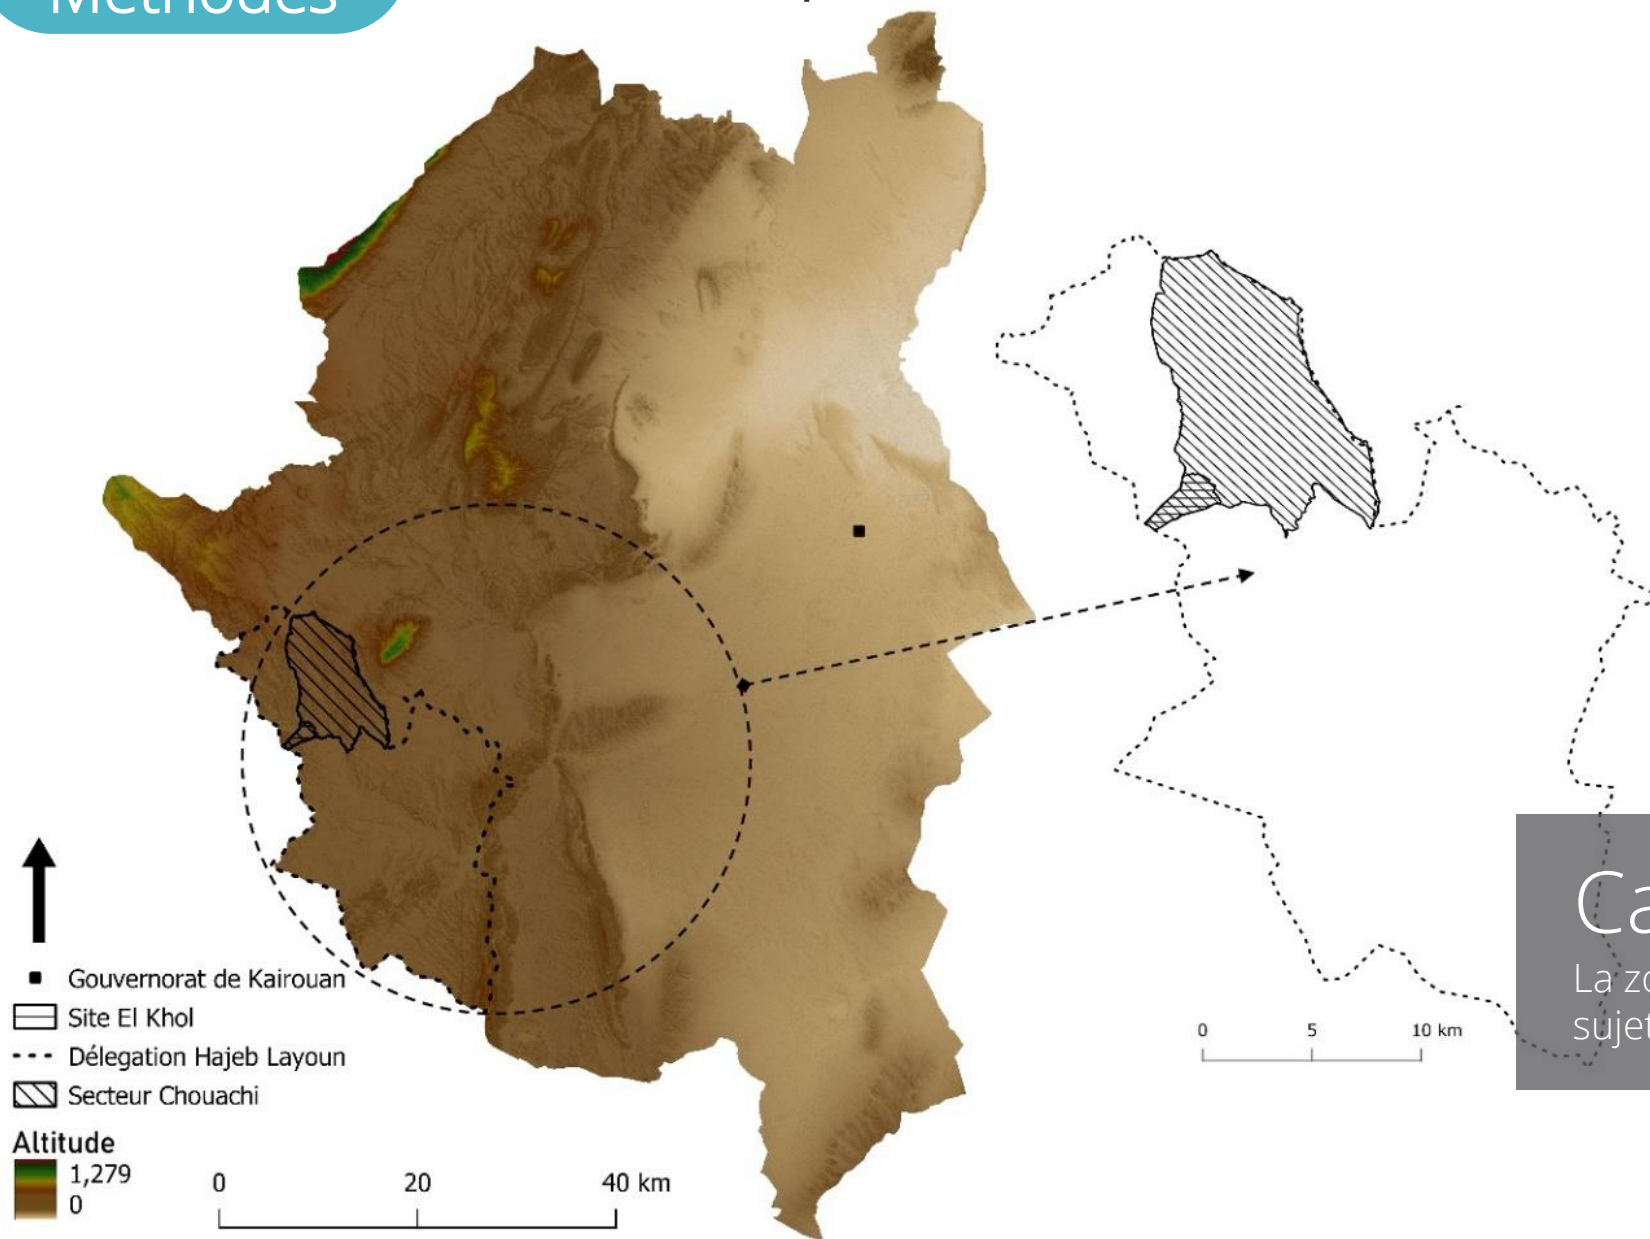 Méthodes
Gouvernorat de Kairouan
Site El Khol
Délegation Hajeb Layoun
Secteur Chouachi
Altitude
1,279
0
0 20 40 km
0 5 10 km